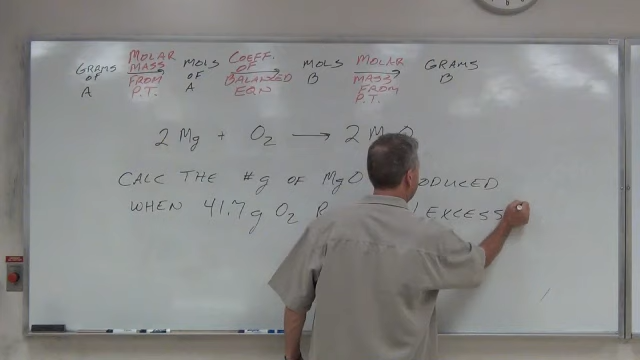 GRAMS OF A MOLAR MASS FROM P.T. MOLS OF A COEFF. OF BALANCED EQN MOLS B MOLAR MASS FROM P.T. GRAMS B
2 Mg + O2 → 2 M O
CALC THE #g OF MgO ODUCED
WHEN 41.7g O2 R EXCESS